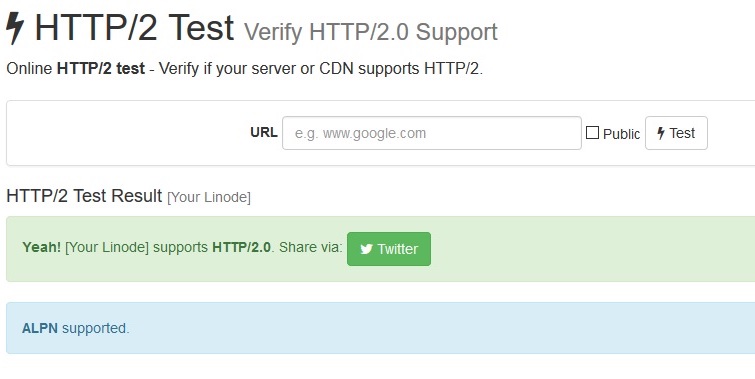 HTTP/2 Test Verify HTTP/2.0 Support
Online HTTP/2 test - Verify if your server or CDN supports HTTP/2.
URL e.g. www.google.com Public Test
HTTP/2 Test Result [Your Linode]
Yeah! [Your Linode] supports HTTP/2.0. Share via: Twitter
ALPN supported.